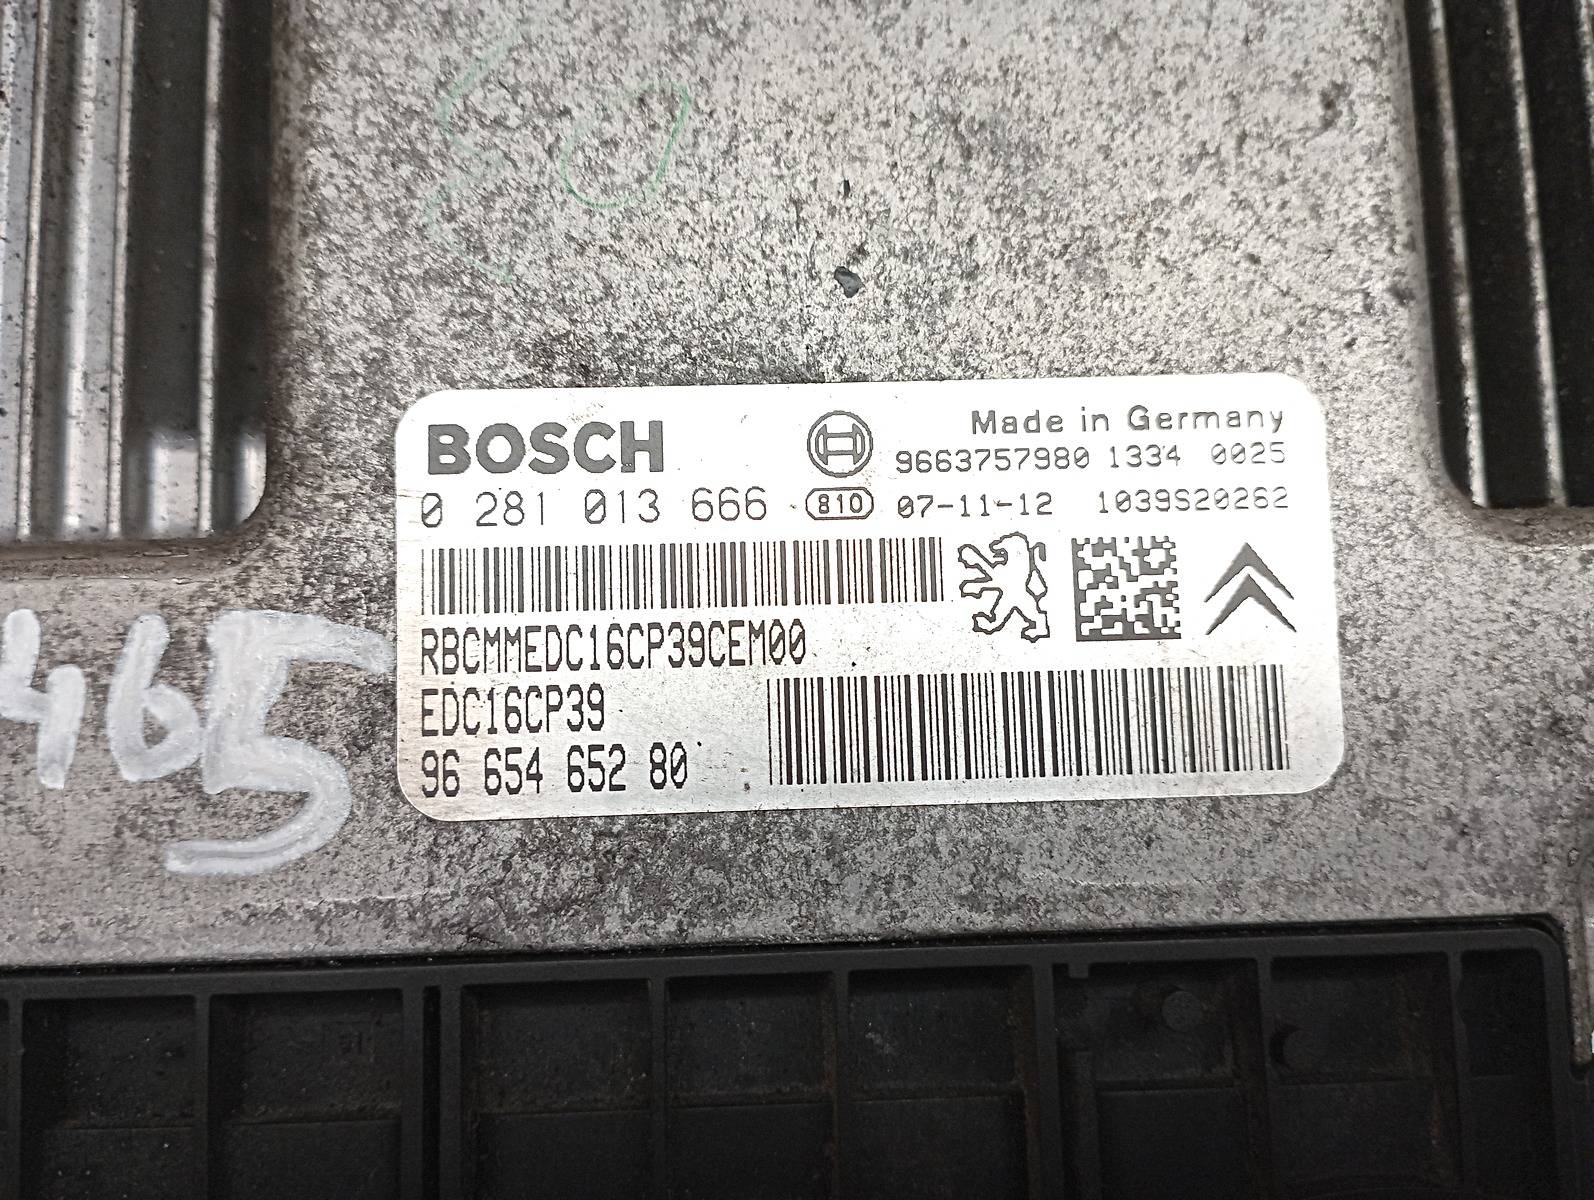 BOSCH
Made in Germany
9663757980 1334 0025
0 281 013 666 810 07-11-12 1039S20262
RBCMMEDC16CP39CEM00
EDC16CP39
96 654 652 80
465